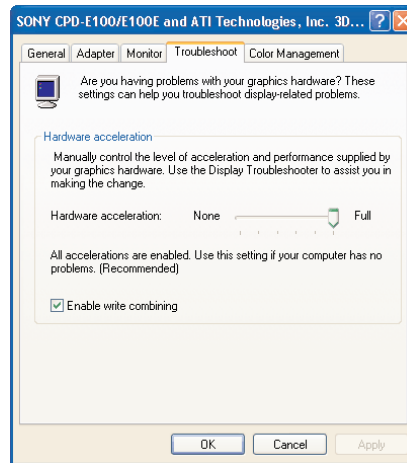 SONY CPD-E100/E100E and ATI Technologies, Inc. 3D...
General Adapter Monitor Troubleshoot Color Management
Are you having problems with your graphics hardware? These
settings can help you troubleshoot display-related problems.
Hardware acceleration
Manually control the level of acceleration and performance supplied by
your graphics hardware. Use the Display Troubleshooter to assist you in
making the change.
Hardware acceleration: None Full
All accelerations are enabled. Use this setting if your computer has no
problems. (Recommended)
Enable write combining
OK Cancel Apply